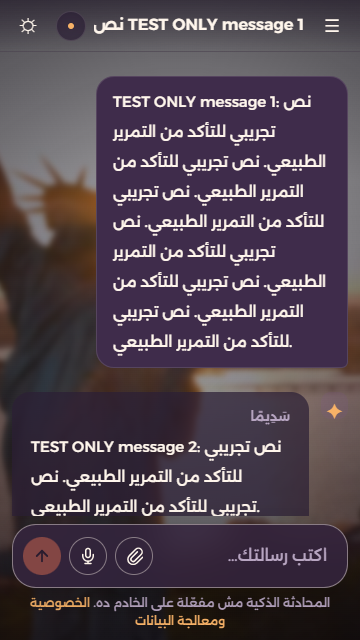 نص TEST ONLY message 1
TEST ONLY message 1: نص
تجريبي للتأكد من التمرير
الطبيعي. نص تجريبي للتأكد من
التمرير الطبيعي. نص تجريبي
للتأكد من التمرير الطبيعي. نص
تجريبي للتأكد من التمرير
الطبيعي. نص تجريبي للتأكد من
التمرير الطبيعي. نص تجريبي
للتأكد من التمرير الطبيعي.
سَدِيمًا
TEST ONLY message 2: نص تجريبي
للتأكد من التمرير الطبيعي. نص
تجريبي للتأكد من التمرير الطبيعي.
اكتب رسالتك...
المحادثة الذكية مش مفعّلة على الخادم ده. الخصوصية
ومعالجة البيانات